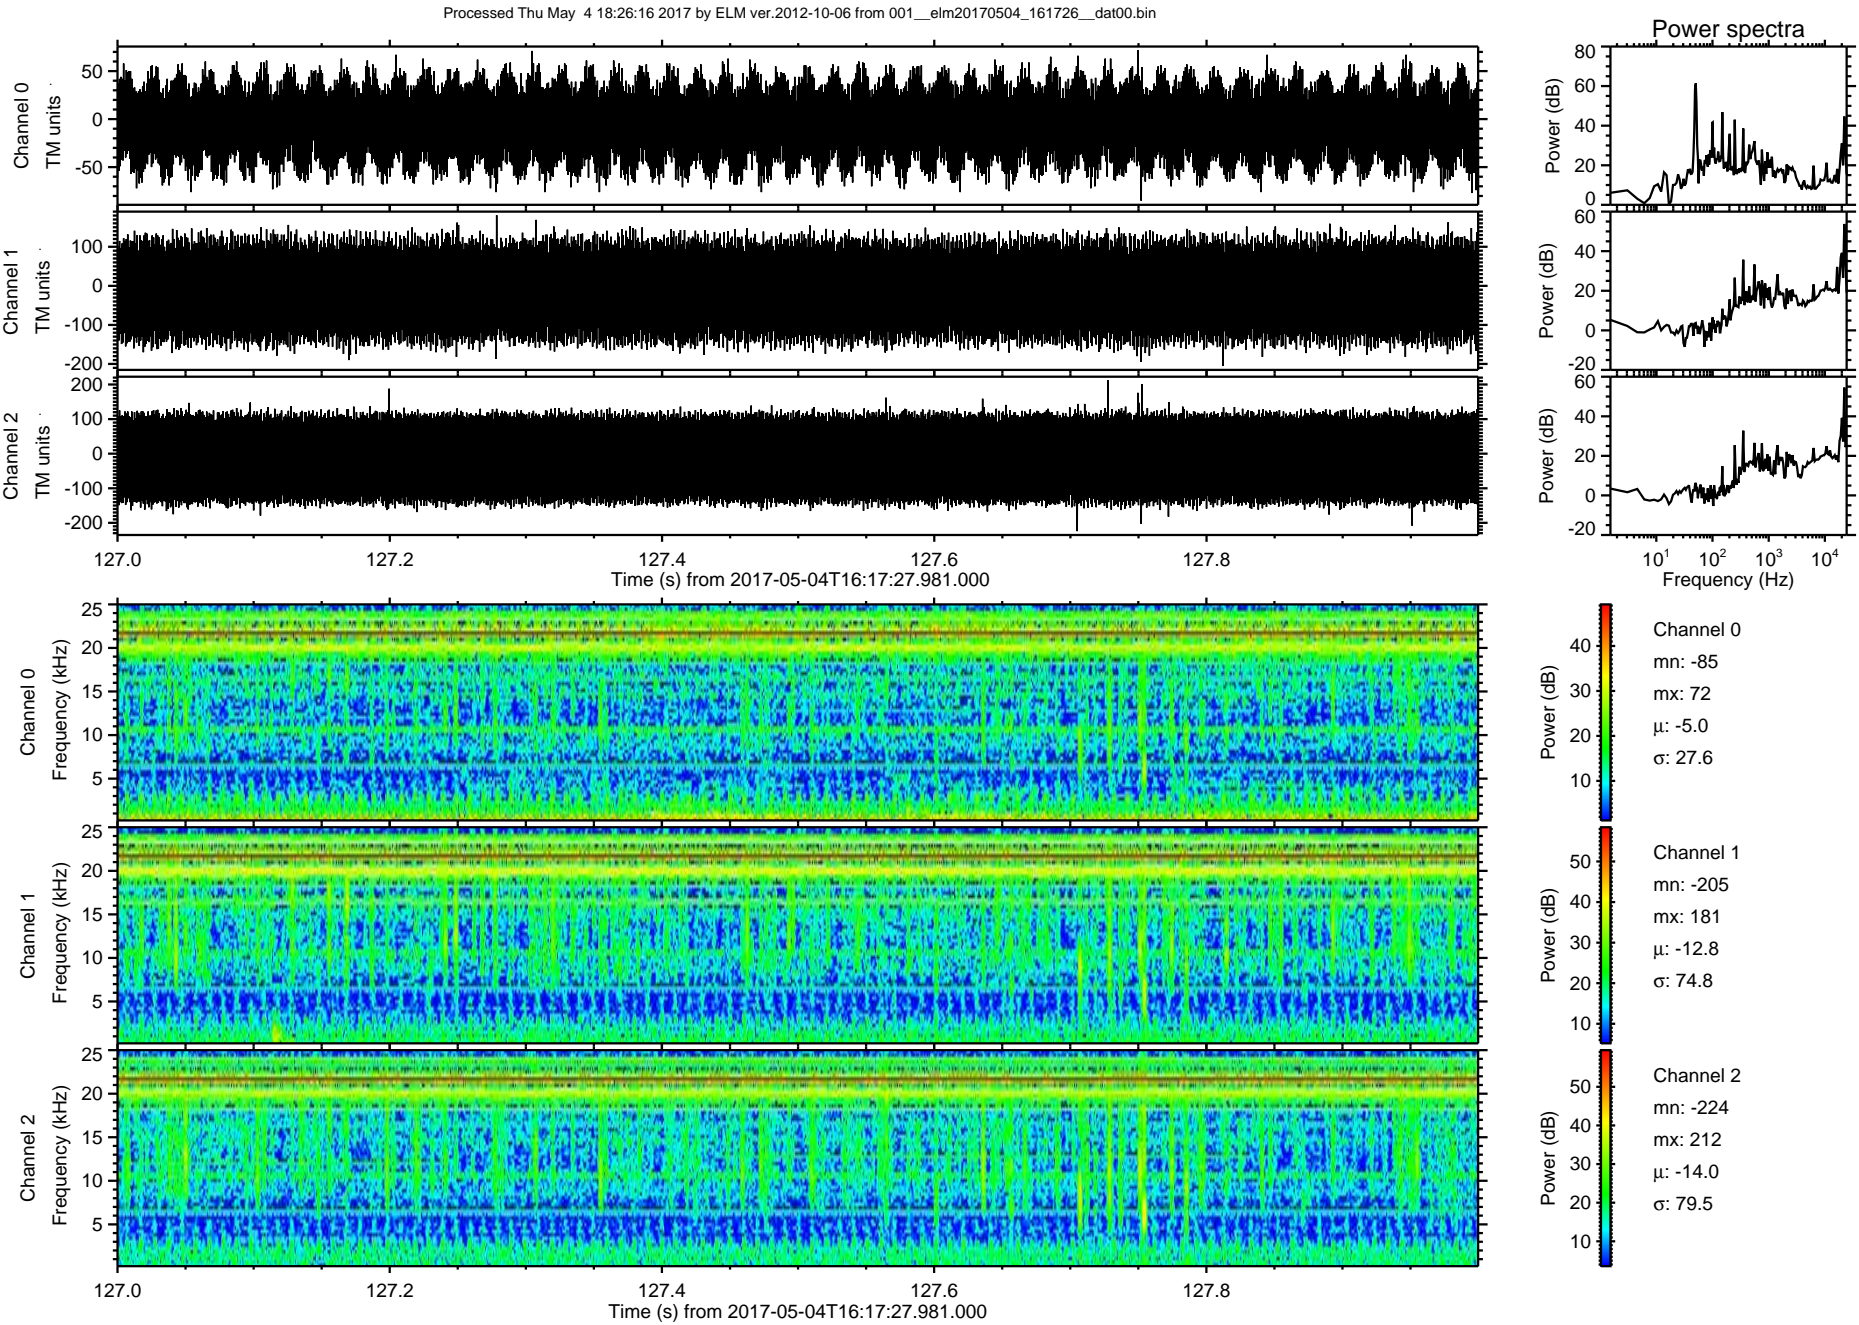 Processed Thu May  4 18:26:16 2017 by ELM ver.2012-10-06 from 001__elm20170504_161726__dat00.bin
Power spectra
Channel 0
TM units
50
0
-50
Power (dB)
80
60
40
20
0
Channel 1
TM units
100
0
-100
-200
Power (dB)
60
40
20
0
-20
Channel 2
TM units
200
100
0
-100
-200
Power (dB)
60
40
20
0
-20
127.0 127.2 127.4 127.6 127.8
Time (s) from 2017-05-04T16:17:27.981.000
10¹ 10² 10³ 10⁴
Frequency (Hz)
Channel 0
Frequency (kHz)
25
20
15
10
5
Power (dB)
40
30
20
10
Channel 0
mn: -85
mx: 72
μ: -5.0
σ: 27.6
Channel 1
Frequency (kHz)
25
20
15
10
5
Power (dB)
50
40
30
20
10
Channel 1
mn: -205
mx: 181
μ: -12.8
σ: 74.8
Channel 2
Frequency (kHz)
25
20
15
10
5
Power (dB)
50
40
30
20
10
Channel 2
mn: -224
mx: 212
μ: -14.0
σ: 79.5
127.0 127.2 127.4 127.6 127.8
Time (s) from 2017-05-04T16:17:27.981.000